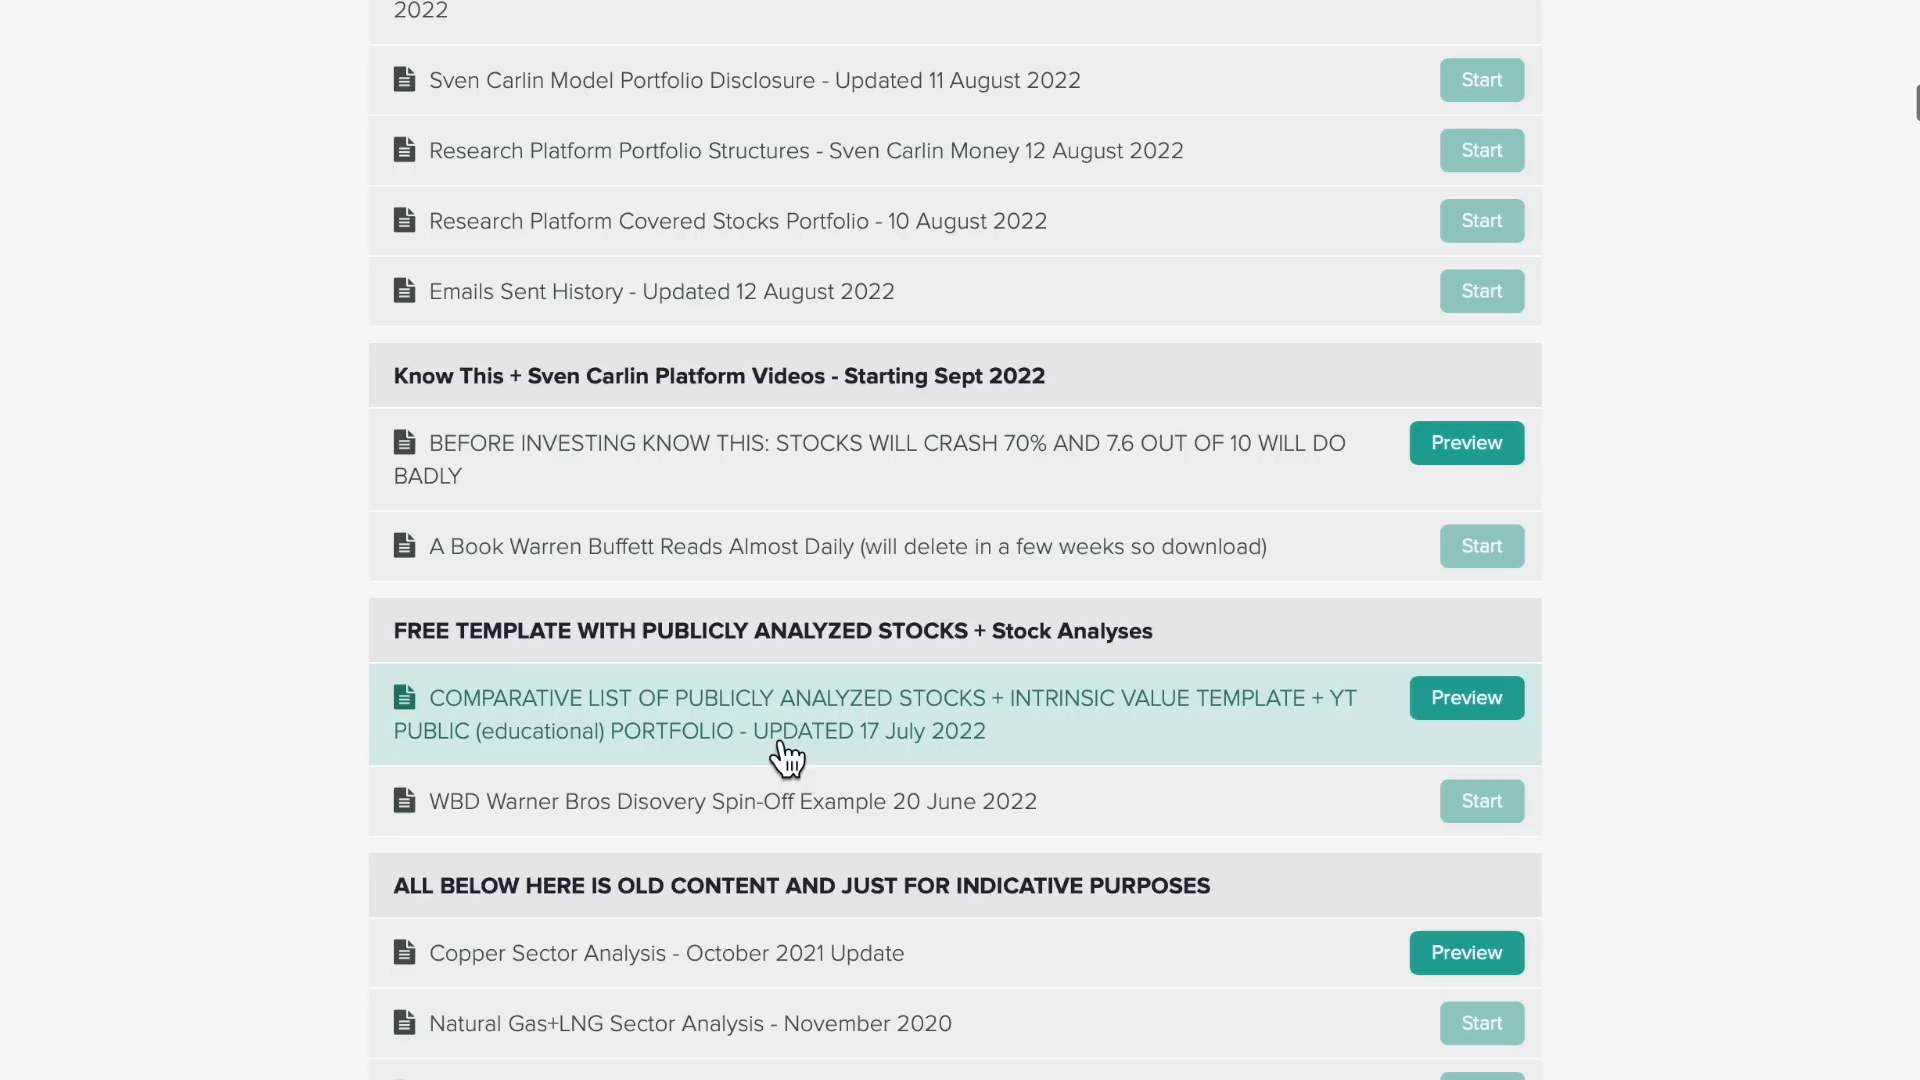 2022
Sven Carlin Model Portfolio Disclosure - Updated 11 August 2022
Start
Research Platform Portfolio Structures - Sven Carlin Money 12 August 2022
Start
Research Platform Covered Stocks Portfolio - 10 August 2022
Start
Emails Sent History - Updated 12 August 2022
Start
Know This + Sven Carlin Platform Videos - Starting Sept 2022
BEFORE INVESTING KNOW THIS: STOCKS WILL CRASH 70% AND 7.6 OUT OF 10 WILL DO
BADLY
Preview
A Book Warren Buffett Reads Almost Daily (will delete in a few weeks so download)
Start
FREE TEMPLATE WITH PUBLICLY ANALYZED STOCKS + Stock Analyses
COMPARATIVE LIST OF PUBLICLY ANALYZED STOCKS + INTRINSIC VALUE TEMPLATE + YT
PUBLIC (educational) PORTFOLIO - UPDATED 17 July 2022
Preview
WBD Warner Bros Disovery Spin-Off Example 20 June 2022
Start
ALL BELOW HERE IS OLD CONTENT AND JUST FOR INDICATIVE PURPOSES
Copper Sector Analysis - October 2021 Update
Preview
Natural Gas+LNG Sector Analysis - November 2020
Start